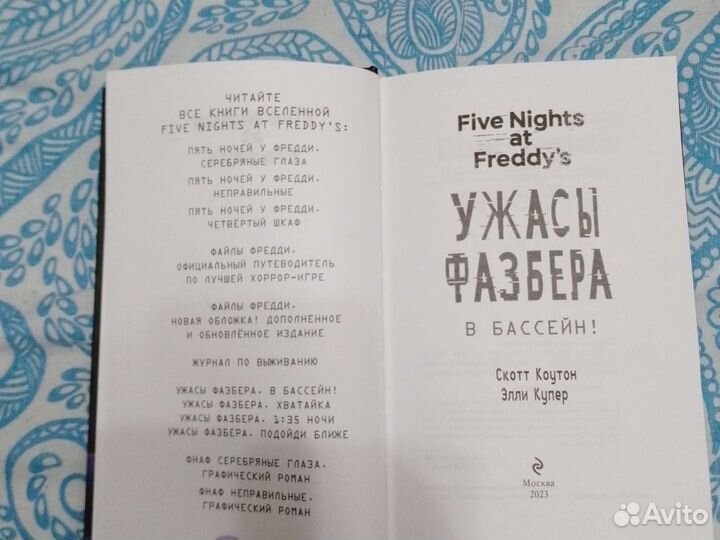 ЧИТАЙТЕ
ВСЕ КНИГИ ВСЕЛЕННОЙ
FIVE NIGHTS AT FREDDY'S:
ПЯТЬ НОЧЕЙ У ФРЕДДИ.
СЕРЕБРЯНЫЕ ГЛАЗА
ПЯТЬ НОЧЕЙ У ФРЕДДИ.
НЕПРАВИЛЬНЫЕ
ПЯТЬ НОЧЕЙ У ФРЕДДИ.
ЧЕТВЁРТЫЙ ШКАФ
ФАЙЛЫ ФРЕДДИ.
ОФИЦИАЛЬНЫЙ ПУТЕВОДИТЕЛЬ
ПО ЛУЧШЕЙ ХОРРОР-ИГРЕ
ФАЙЛЫ ФРЕДДИ.
НОВАЯ ОБЛОЖКА! ДОПОЛНЕННОЕ
И ОБНОВЛЁННОЕ ИЗДАНИЕ
ЖУРНАЛ ПО ВЫЖИВАНИЮ
УЖАСЫ ФАЗБЕРА. В БАССЕЙН!
УЖАСЫ ФАЗБЕРА. ХВАТАЙКА
УЖАСЫ ФАЗБЕРА. 1:35 НОЧИ
УЖАСЫ ФАЗБЕРА. ПОДОЙДИ БЛИЖЕ
ФНАФ СЕРЕБРЯНЫЕ ГЛАЗА.
ГРАФИЧЕСКИЙ РОМАН
ФНАФ НЕПРАВИЛЬНЫЕ.
ГРАФИЧЕСКИЙ РОМАН
Five Nights
at
Freddy's
УЖАСЫ
ФАЗБЕРА
В БАССЕЙН!
Скотт Коутон
Элли Купер
Москва
2023
Avito